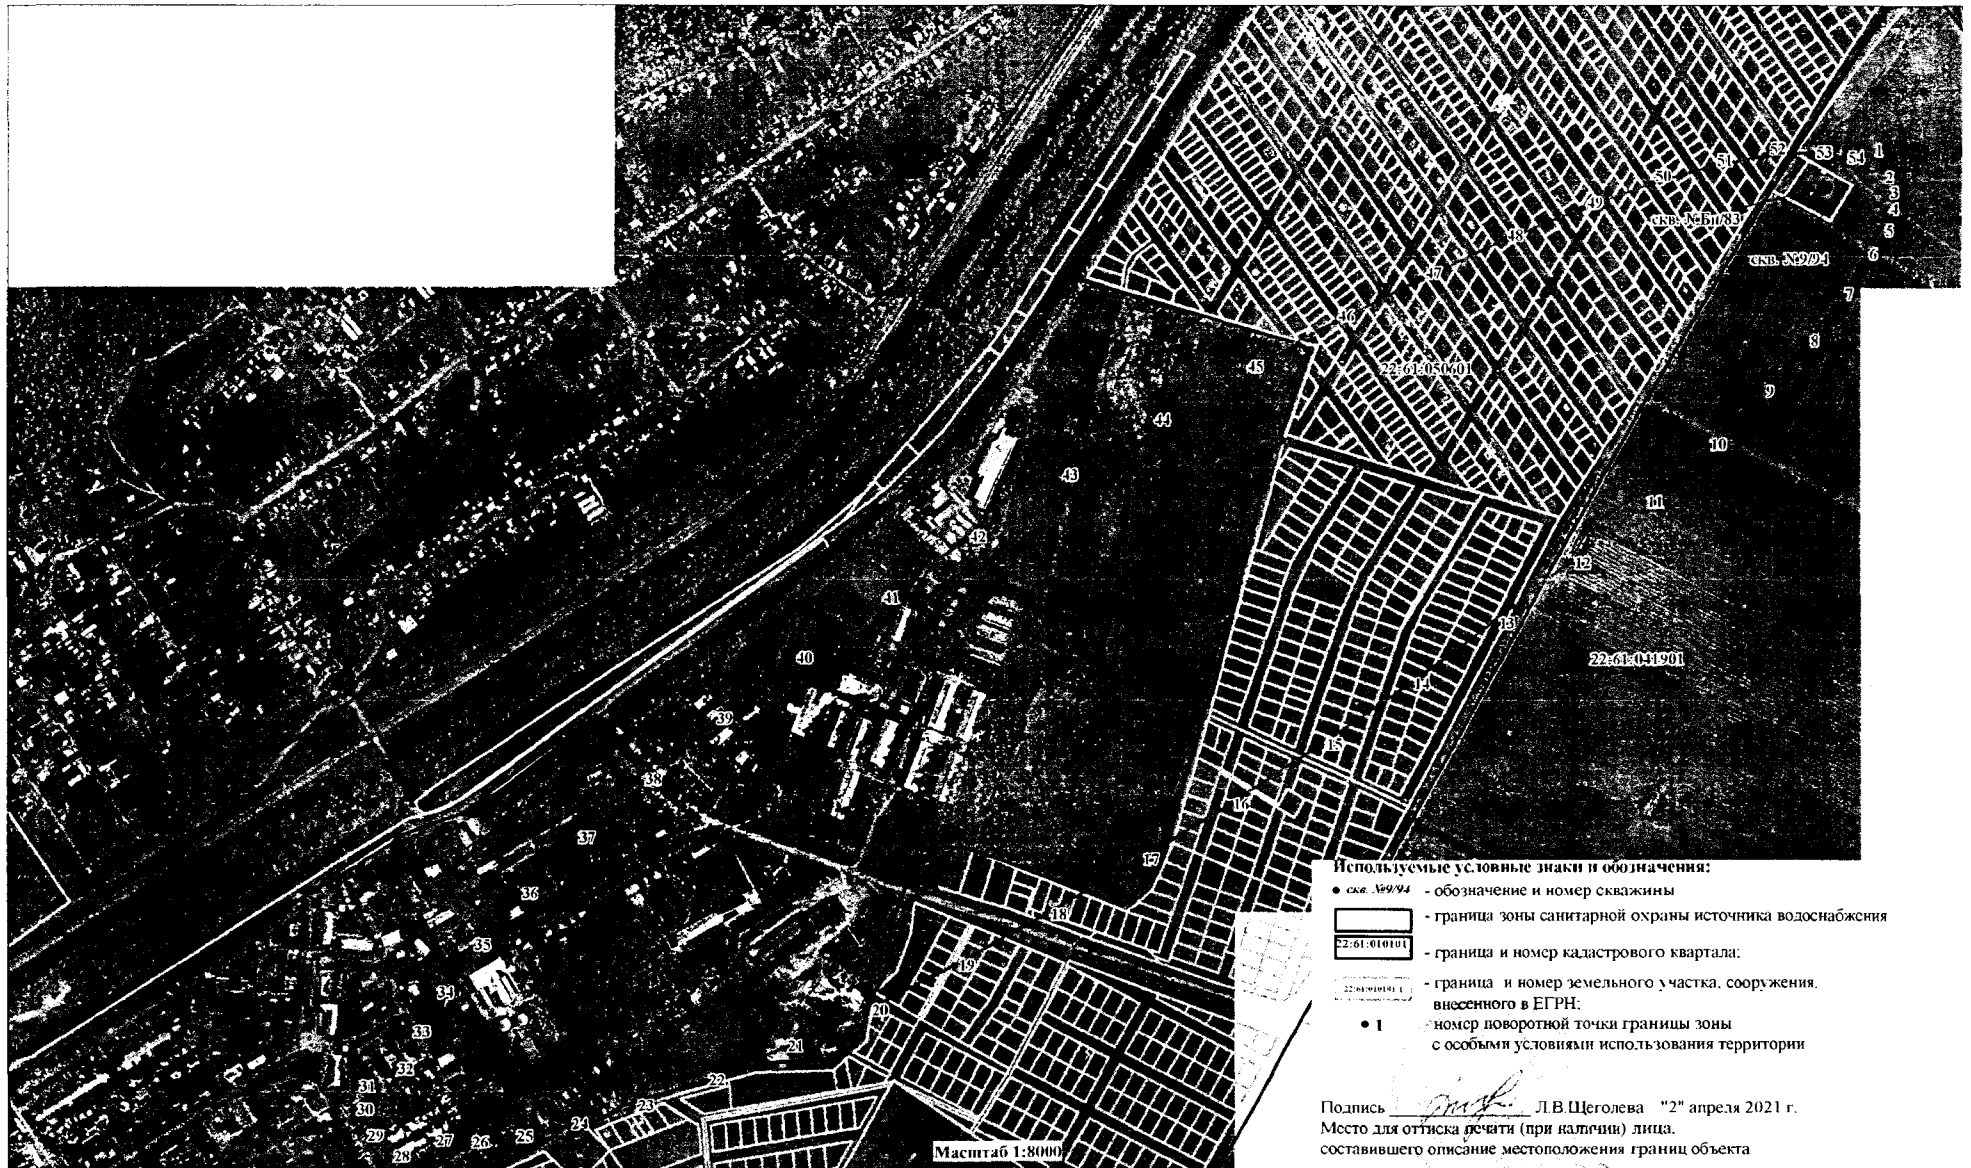 51 52 53 54 1
2
50 3
49 4
скв. №Би/83 5
48 6
скв. №9/94
47 7
46 8
45 22:61:050601 9
44 10
43 11
42 12
41 13
40 22:61:041901
14
39 15
38 16
37 17
36 18
35 19
34 20
33 21
32 22
31 23
30 24
29 25
28 27 26
Масштаб 1:8000
Используемые условные знаки и обозначения:
скв. №9/94 - обозначение и номер скважины
- граница зоны санитарной охраны источника водоснабжения
22:61:010101 - граница и номер кадастрового квартала;
- граница и номер земельного участка, сооружения,
внесенного в ЕГРН;
• 1 номер поворотной точки границы зоны
с особыми условиями использования территории
Подпись Л.В.Щеголева "2" апреля 2021 г.
Место для оттиска печати (при наличии) лица,
составившего описание местоположения границ объекта